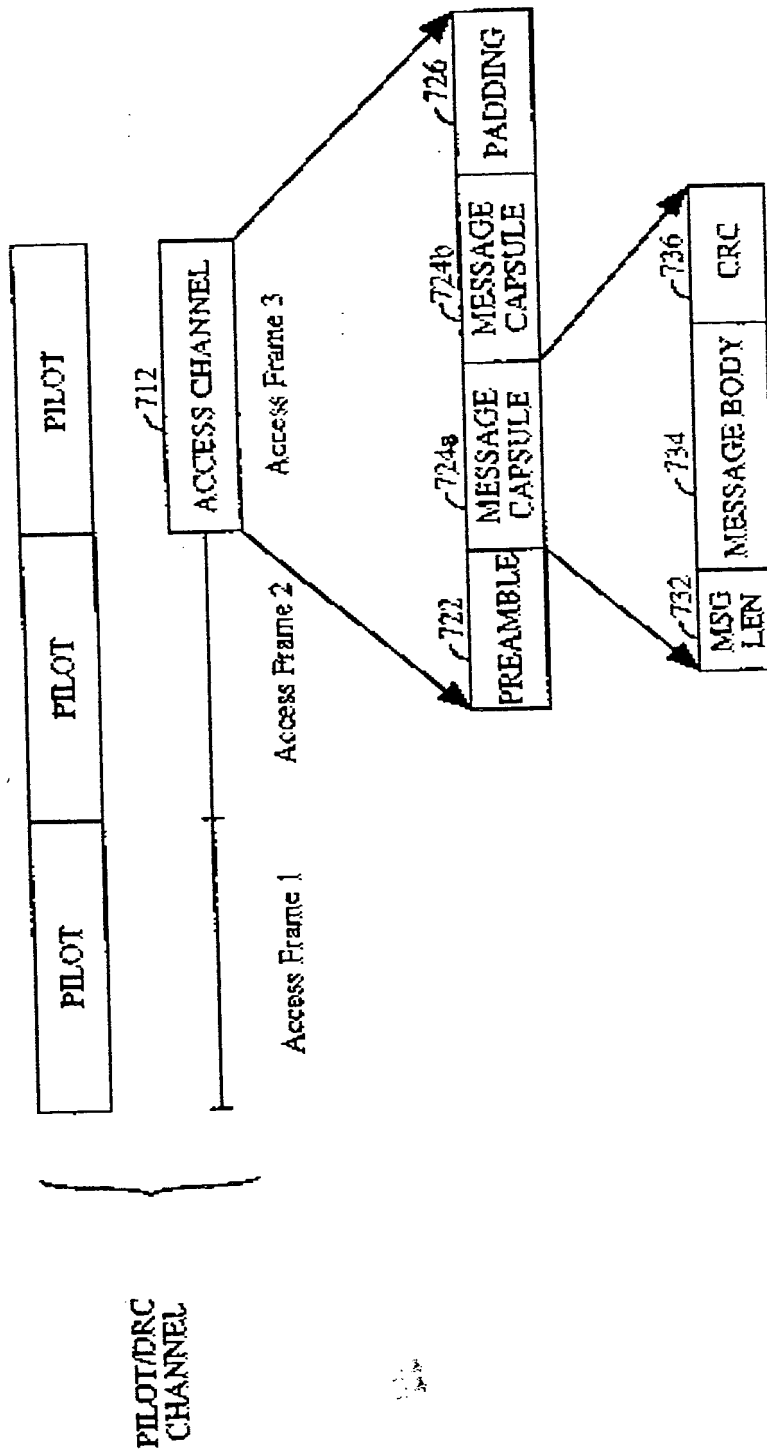 PILOT/DRC
CHANNEL
PILOT
PILOT
PILOT
712
ACCESS CHANNEL
Access Frame 1
Access Frame 2
Access Frame 3
722
724a
724b
726
PREAMBLE
MESSAGE
CAPSULE
MESSAGE
CAPSULE
PADDING
732
734
736
MSG
LEN
MESSAGE BODY
CRC